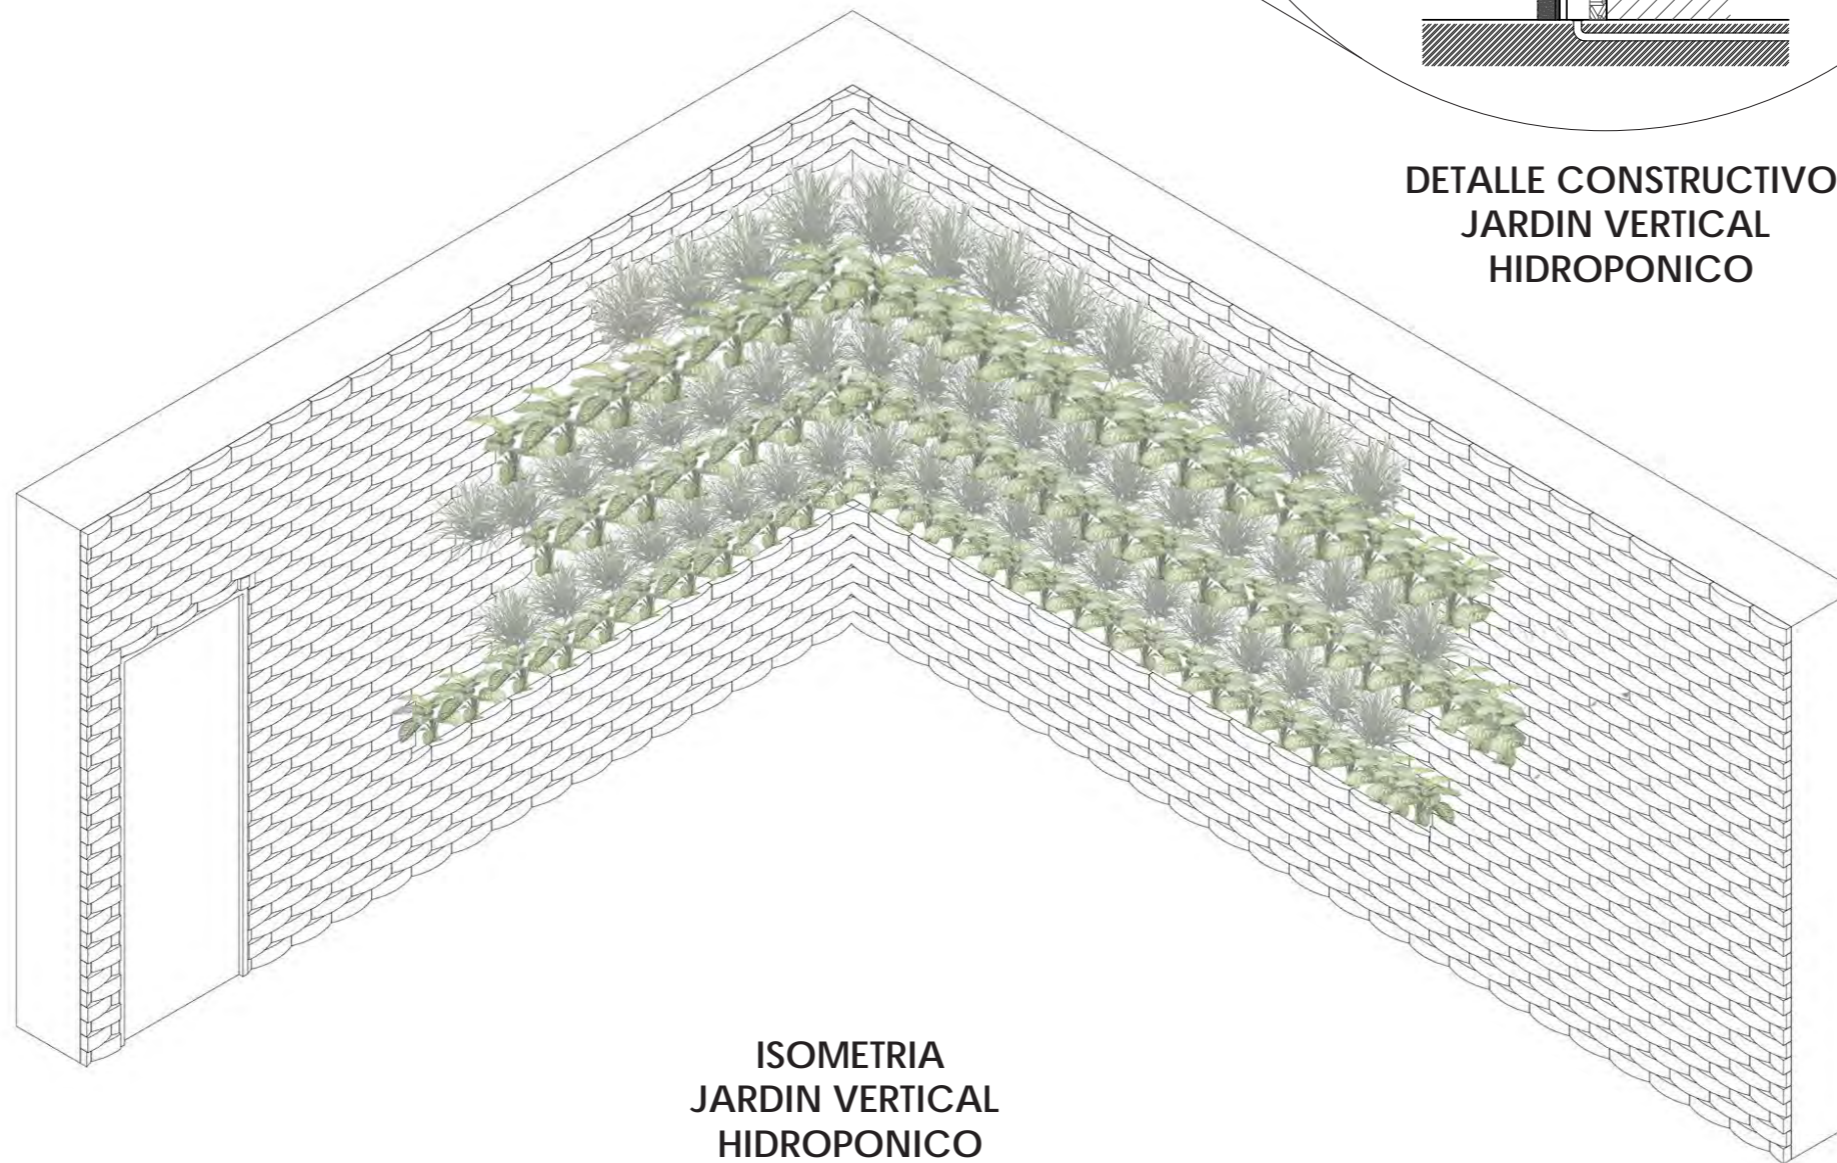 DETALLE CONSTRUCTIVO
JARDIN VERTICAL
HIDROPONICO
ISOMETRIA
JARDIN VERTICAL
HIDROPONICO